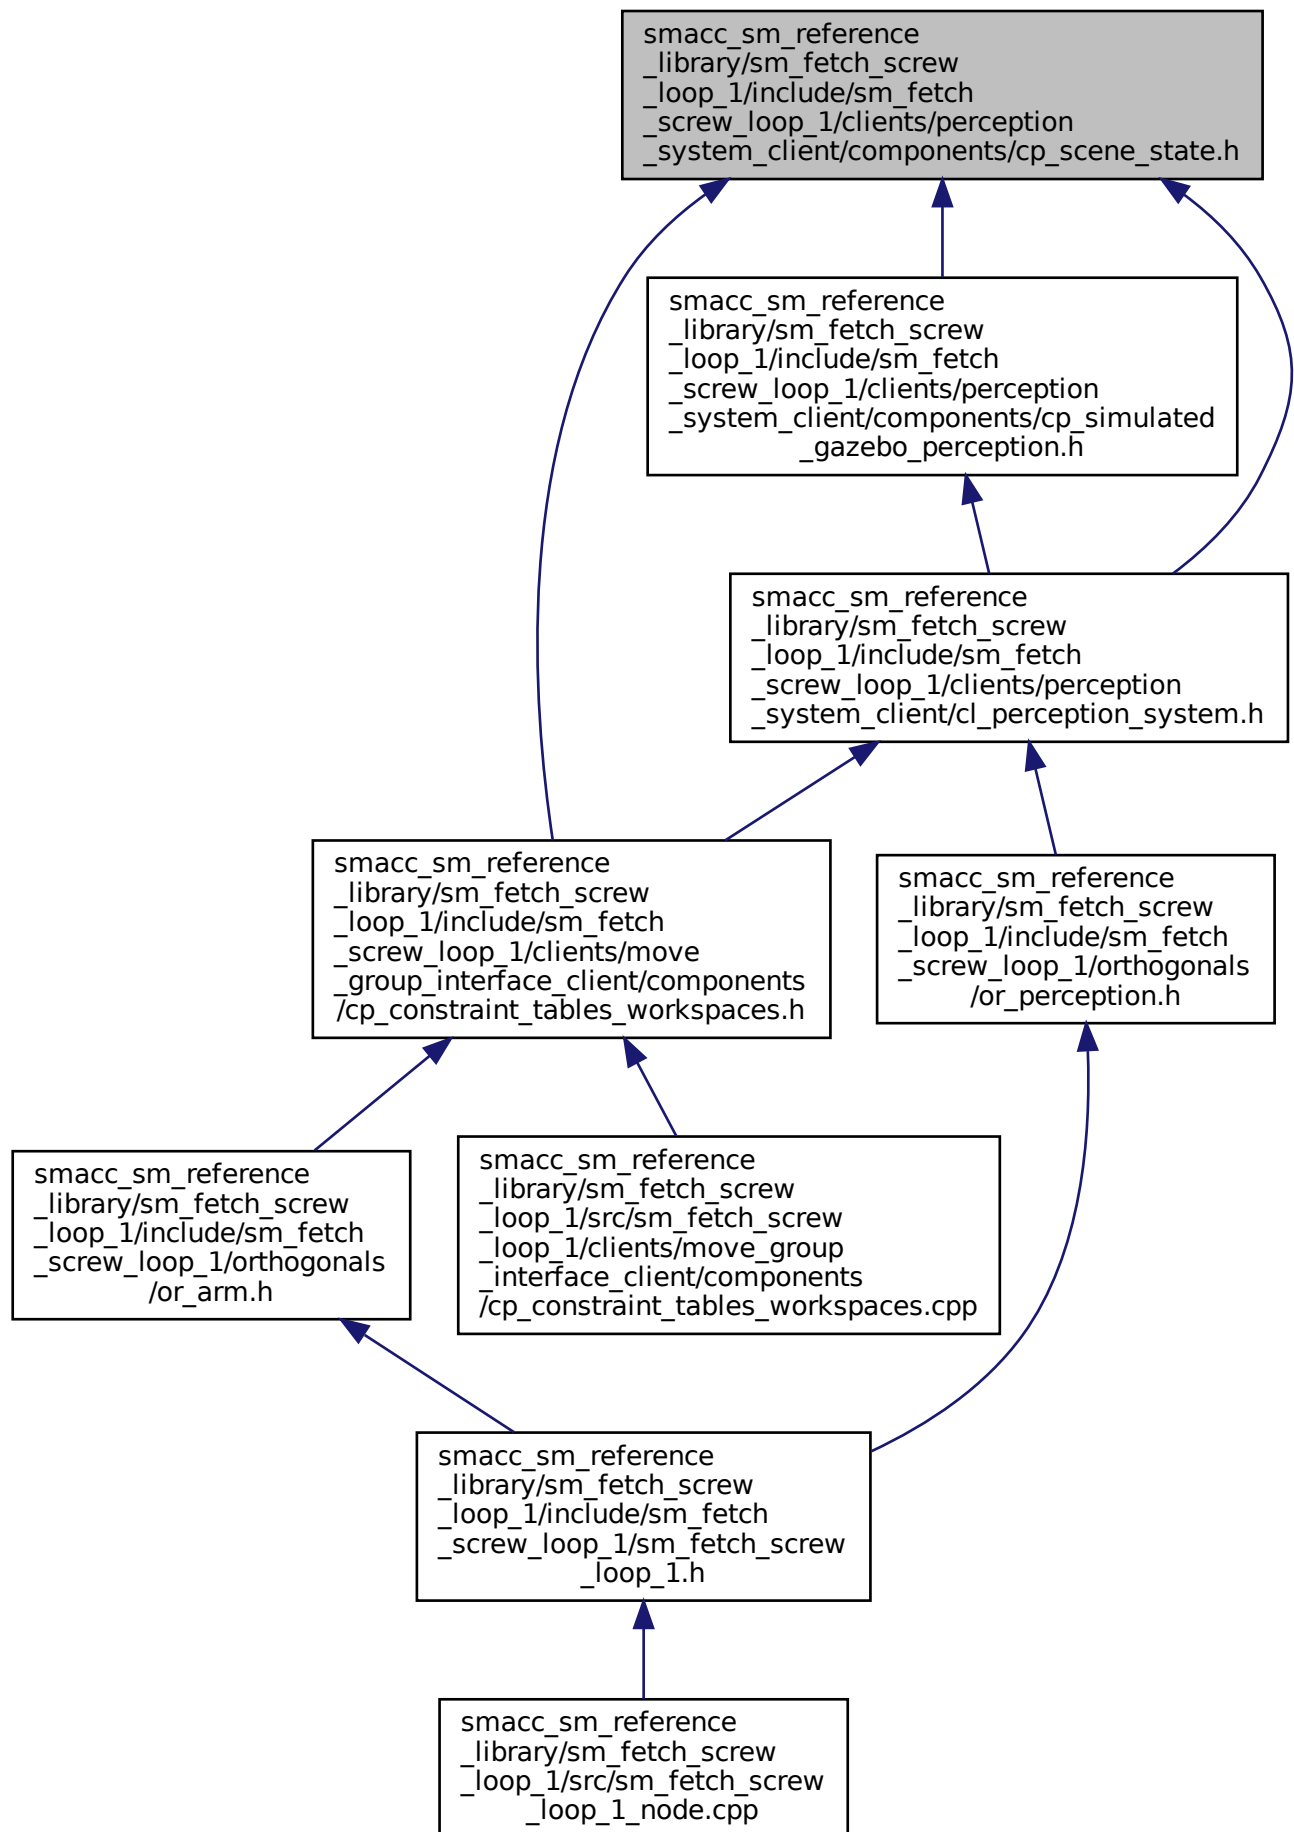 smacc_sm_reference
_library/sm_fetch_screw
_loop_1/include/sm_fetch
_screw_loop_1/clients/perception
_system_client/components/cp_scene_state.h
smacc_sm_reference
_library/sm_fetch_screw
_loop_1/include/sm_fetch
_screw_loop_1/clients/perception
_system_client/components/cp_simulated
_gazebo_perception.h
smacc_sm_reference
_library/sm_fetch_screw
_loop_1/include/sm_fetch
_screw_loop_1/clients/perception
_system_client/cl_perception_system.h
smacc_sm_reference
_library/sm_fetch_screw
_loop_1/include/sm_fetch
_screw_loop_1/clients/move
_group_interface_client/components
/cp_constraint_tables_workspaces.h
smacc_sm_reference
_library/sm_fetch_screw
_loop_1/include/sm_fetch
_screw_loop_1/orthogonals
/or_perception.h
smacc_sm_reference
_library/sm_fetch_screw
_loop_1/include/sm_fetch
_screw_loop_1/orthogonals
/or_arm.h
smacc_sm_reference
_library/sm_fetch_screw
_loop_1/src/sm_fetch_screw
_loop_1/clients/move_group
_interface_client/components
/cp_constraint_tables_workspaces.cpp
smacc_sm_reference
_library/sm_fetch_screw
_loop_1/include/sm_fetch
_screw_loop_1/sm_fetch_screw
_loop_1.h
smacc_sm_reference
_library/sm_fetch_screw
_loop_1/src/sm_fetch_screw
_loop_1_node.cpp